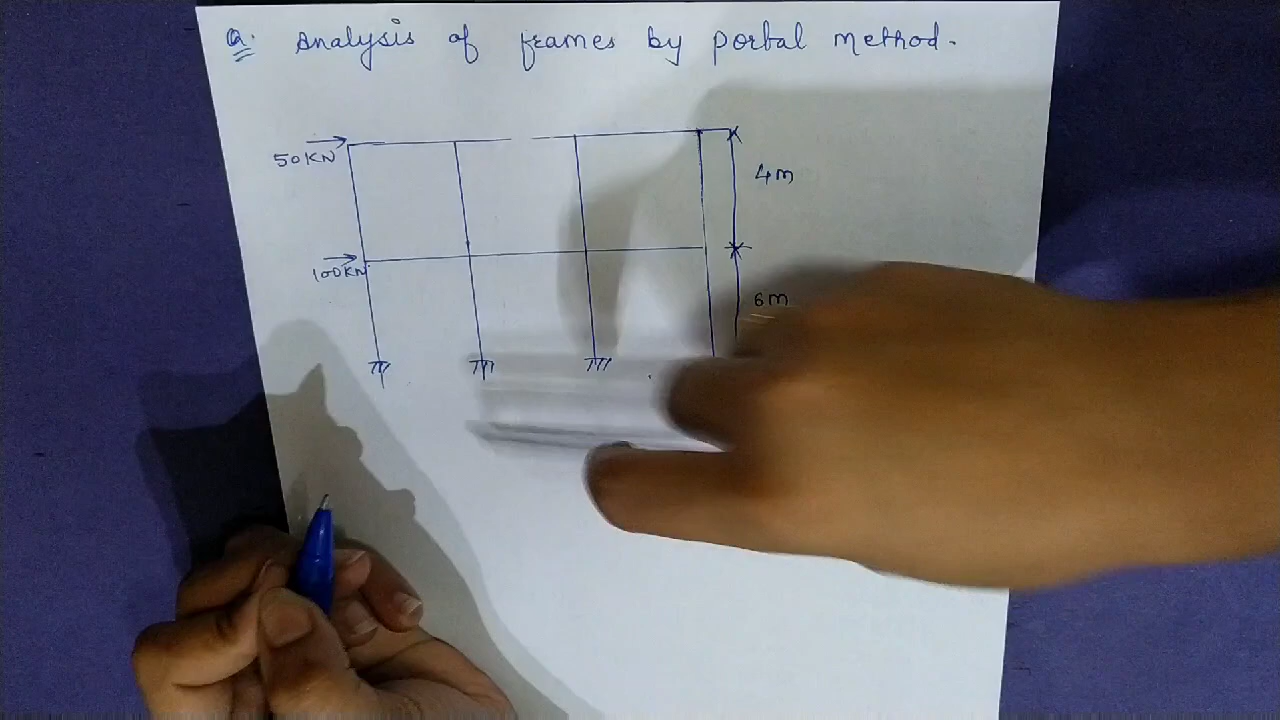 Q. Analysis of frames by portal method.
50KN
4m
100KN
6m